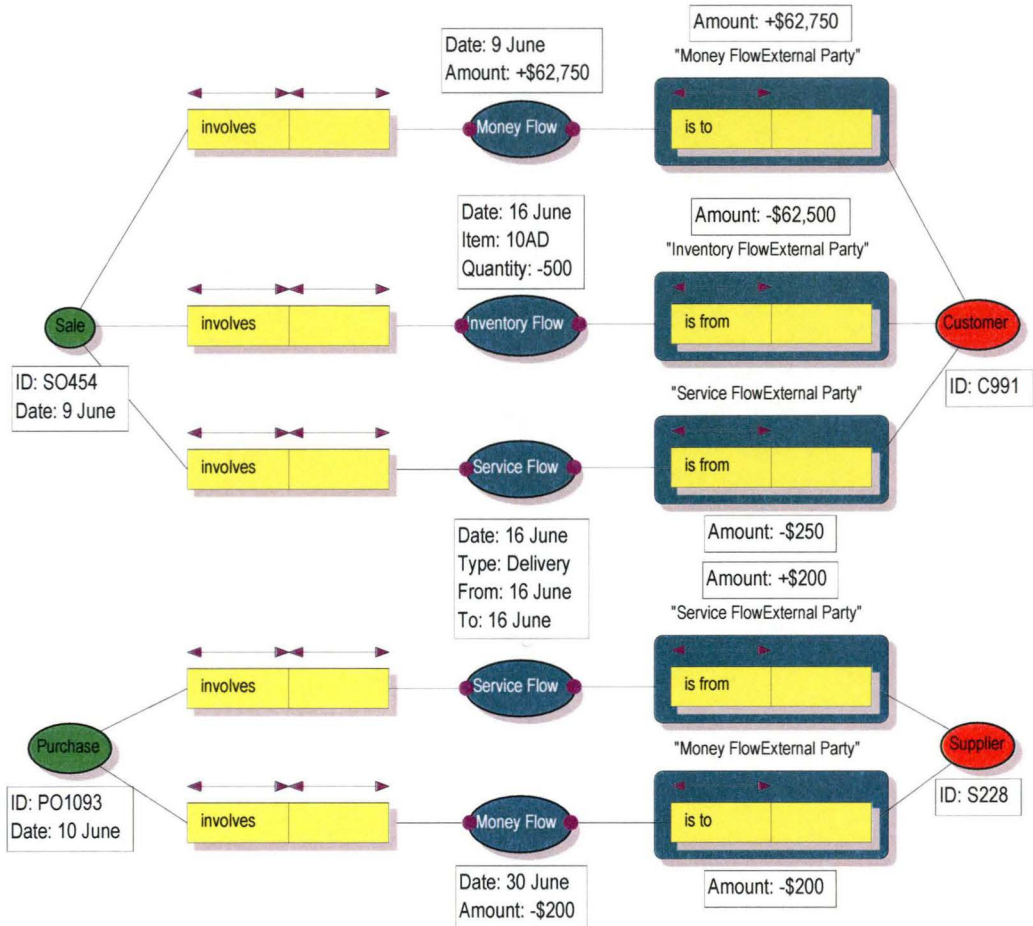 Amount: +$62,750
Date: 9 June
Amount: +$62,750
"Money FlowExternal Party"
involves
Money Flow
is to
Date: 16 June
Item: 10AD
Quantity: -500
Amount: -$62,500
"Inventory FlowExternal Party"
Sale
involves
Inventory Flow
is from
Customer
ID: SO454
Date: 9 June
ID: C991
"Service FlowExternal Party"
involves
Service Flow
is from
Date: 16 June
Type: Delivery
From: 16 June
To: 16 June
Amount: -$250
Amount: +$200
"Service FlowExternal Party"
involves
Service Flow
is from
Purchase
"Money FlowExternal Party"
Supplier
ID: PO1093
Date: 10 June
ID: S228
involves
Money Flow
is to
Date: 30 June
Amount: -$200
Amount: -$200